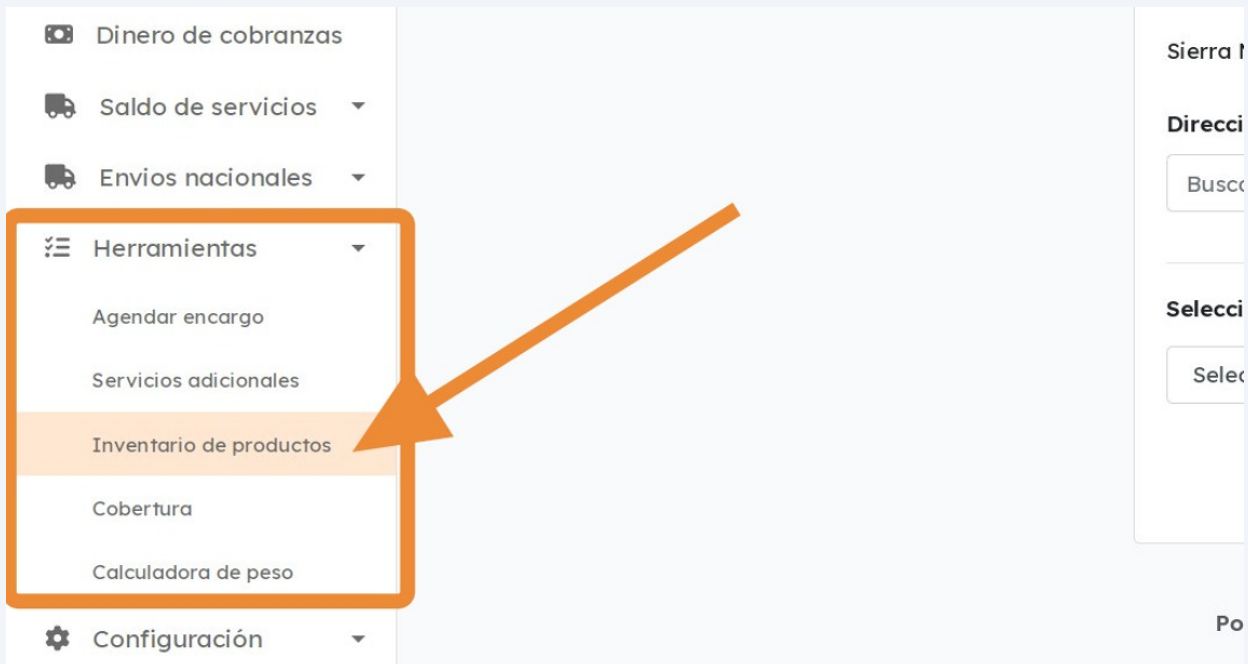 Dinero de cobranzas
Saldo de servicios
Envios nacionales
Herramientas
Agendar encargo
Servicios adicionales
Inventario de productos
Cobertura
Calculadora de peso
Configuración
Sierra